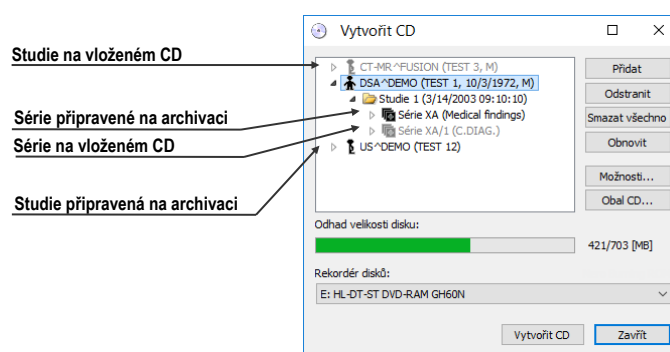 Vytvořit CD
Studie na vloženém CD
Série připravené na archivaci
Série na vloženém CD
Studie připravená na archivaci
CT-MR^FUSION (TEST 3, M)
DSA^DEMO (TEST 1, 10/3/1972, M)
Studie 1 (3/14/2003 09:10:10)
Série XA (Medical findings)
Série XA/1 (C.DIAG.)
US^DEMO (TEST 12)
Přidat
Odstranit
Smazat všechno
Obnovit
Možnosti...
Obal CD...
Odhad velikosti disku:
421/703 [MB]
Rekordér disků:
E: HL-DT-ST DVD-RAM GH60N
Vytvořit CD
Zavřít